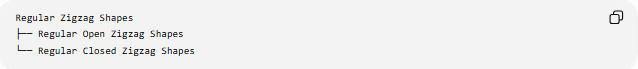 Regular Zigzag Shapes
├── Regular Open Zigzag Shapes
└── Regular Closed Zigzag Shapes